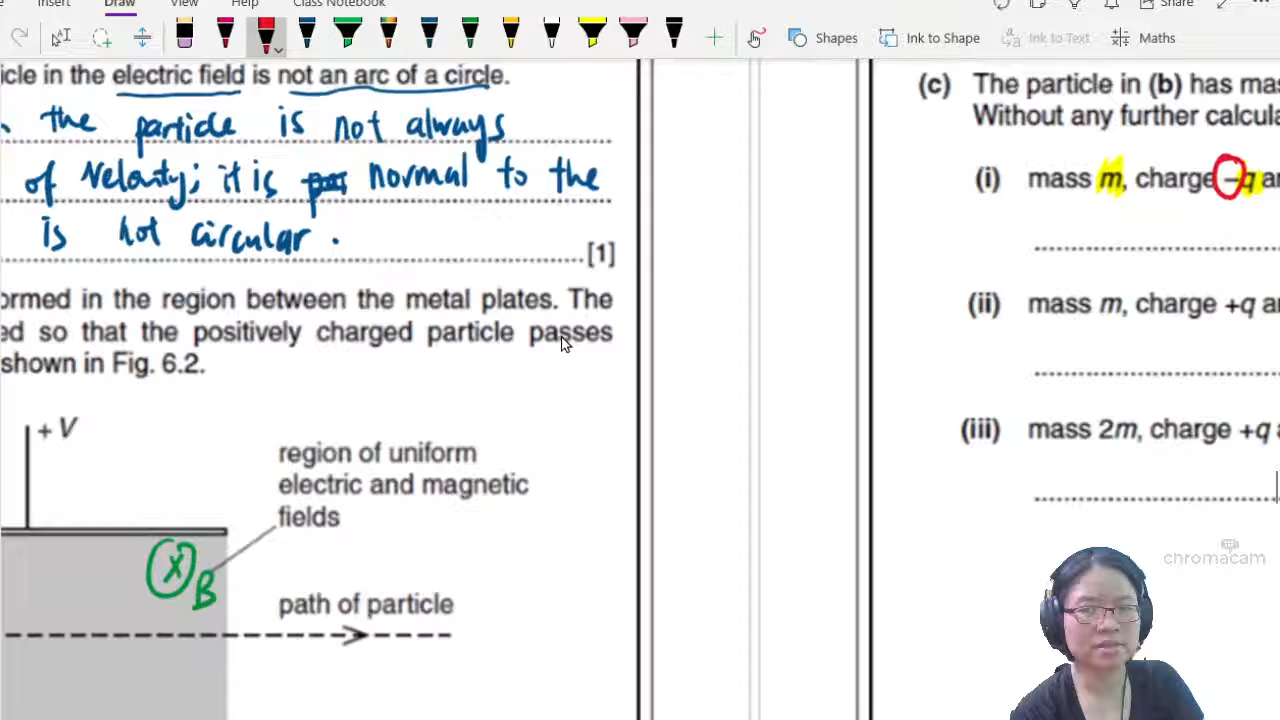 Insert Draw View Help Class Notebook Share
Shapes Ink to Shape Ink to Text Maths
icle in the electric field is not an arc of a circle.
the particle is not always
of Velocity; it is normal to the
is not circular.
[1]
ormed in the region between the metal plates. The
ed so that the positively charged particle passes
shown in Fig. 6.2.
+ V
region of uniform
electric and magnetic
fields
X
B
path of particle
(c) The particle in (b) has mas
Without any further calcula
(i) mass m, charge –q an
(ii) mass m, charge +q an
(iii) mass 2m, charge +q a
chromacam